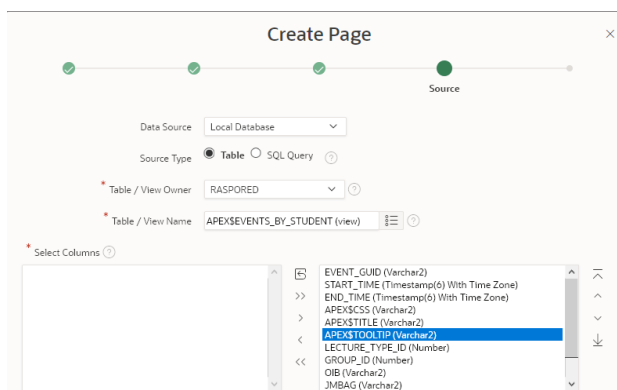 Create Page
Source
Data Source Local Database
Source Type Table SQL Query
* Table / View Owner RASPORED
* Table / View Name APEX$EVENTS_BY_STUDENT (view)
* Select Columns
EVENT_GUID (Varchar2)
START_TIME (Timestamp(6) With Time Zone)
END_TIME (Timestamp(6) With Time Zone)
APEX$CSS (Varchar2)
APEX$TITLE (Varchar2)
APEX$TOOLTIP (Varchar2)
LECTURE_TYPE_ID (Number)
GROUP_ID (Number)
OIB (Varchar2)
JMBAG (Varchar2)